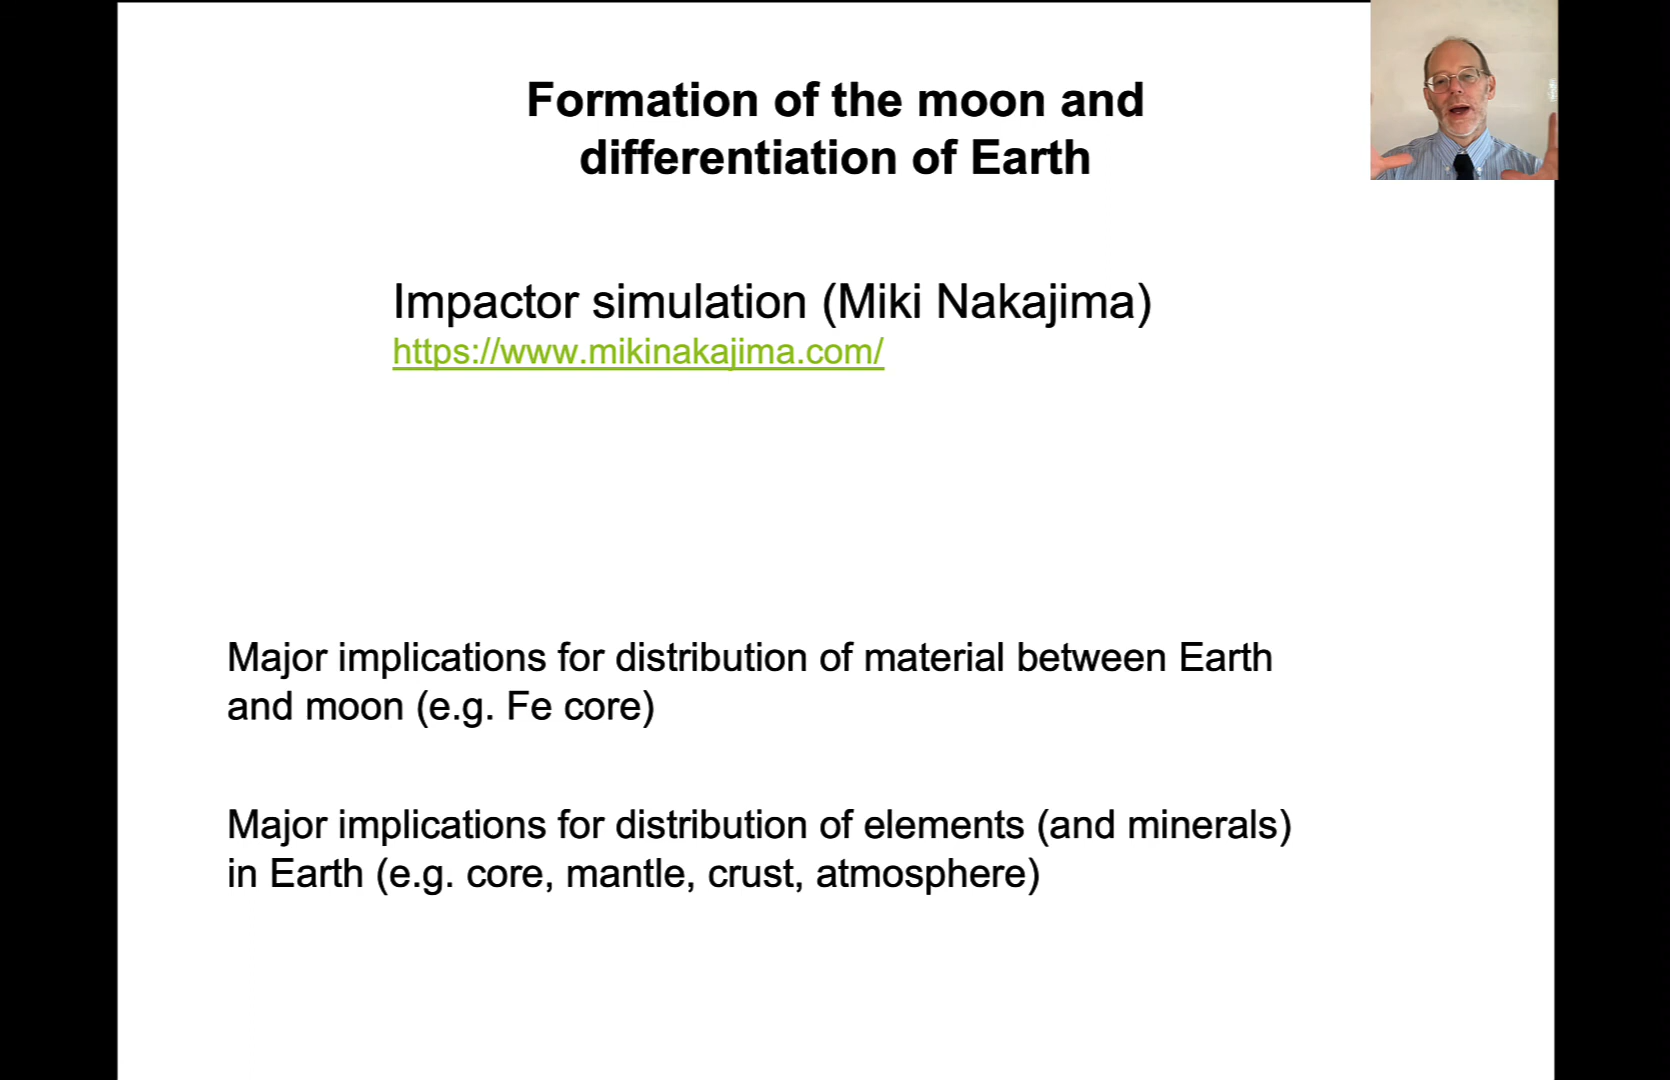 Formation of the moon and
differentiation of Earth
Impactor simulation (Miki Nakajima)
https://www.mikinakajima.com/
Major implications for distribution of material between Earth
and moon (e.g. Fe core)
Major implications for distribution of elements (and minerals)
in Earth (e.g. core, mantle, crust, atmosphere)